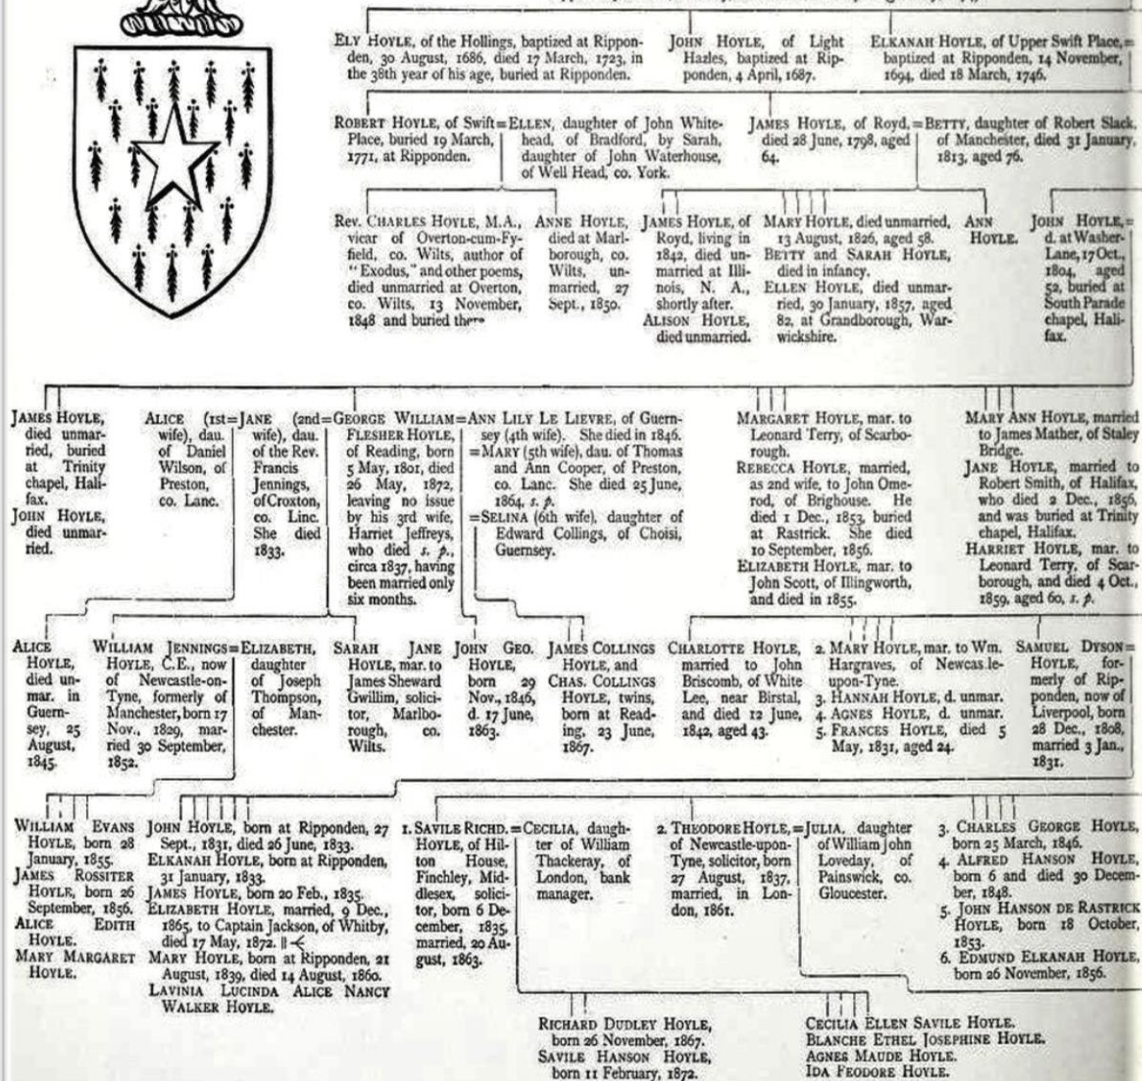 ELY HOYLE, of the Hollings, baptized at Rippon-
den, 30 August, 1686, died 17 March, 1723, in
the 38th year of his age, buried at Ripponden.
JOHN HOYLE, of Light
Hazles, baptized at Rip-
ponden, 4 April, 1687.
ELKANAH HOYLE, of Upper Swift Place,=
baptized at Ripponden, 14 November,
1694, died 18 March, 1746.
ROBERT HOYLE, of Swift=
Place, buried 19 March,
1771, at Ripponden.
ELLEN, daughter of John White-
head, of Bradford, by Sarah,
daughter of John Waterhouse,
of Well Head, co. York.
JAMES HOYLE, of Royd,=
died 28 June, 1798, aged
64.
BETTY, daughter of Robert Slack,
of Manchester, died 31 January,
1813, aged 76.
Rev. CHARLES HOYLE, M.A.,
vicar of Overton-cum-Fy-
field, co. Wilts, author of
"Exodus," and other poems,
died unmarried at Overton,
co. Wilts, 13 November,
1848 and buried there
ANNE HOYLE,
died at Marl-
borough, co.
Wilts, un-
married, 27
Sept., 1850.
JAMES HOYLE, of
Royd, living in
1842, died un-
married at Illi-
nois, N. A.,
shortly after.
ALISON HOYLE,
died unmarried.
MARY HOYLE, died unmarried,
13 August, 1826, aged 58.
BETTY and SARAH HOYLE,
died in infancy.
ELLEN HOYLE, died unmar-
ried, 30 January, 1857, aged
82, at Grandborough, War-
wickshire.
ANN
HOYLE.
JOHN HOYLE,=
d. at Washer-
Lane, 17 Oct.,
1804, aged
52, buried at
South Parade
chapel, Hali-
fax.
JAMES HOYLE,
died unmar-
ried, buried
at Trinity
chapel, Hali-
fax.
JOHN HOYLE,
died unmar-
ried.
ALICE (1st=
wife), dau.
of Daniel
Wilson, of
Preston,
co. Lanc.
JANE (2nd=
wife), dau.
of the Rev.
Francis
Jennings,
of Croxton,
co. Linc.
She died
1833.
GEORGE WILLIAM=
FLESHER HOYLE,
of Reading, born
5 May, 1801, died
26 May, 1872,
leaving no issue
by his 3rd wife,
Harriet Jeffreys,
who died s. p.,
circa 1837, having
been married only
six months.
ANN LILY LE LIEVRE, of Guern-
sey (4th wife). She died in 1846.
=MARY (5th wife), dau. of Thomas
and Ann Cooper, of Preston,
co. Lanc. She died 25 June,
1864, s. p.
=SELINA (6th wife), daughter of
Edward Collings, of Choisi,
Guernsey.
MARGARET HOYLE, mar. to
Leonard Terry, of Scarbo-
rough.
REBECCA HOYLE, married,
as 2nd wife, to John Ome-
rod, of Brighouse. He
died 1 Dec., 1853, buried
at Rastrick. She died
10 September, 1856.
ELIZABETH HOYLE, mar. to
John Scott, of Illingworth,
and died in 1855.
MARY ANN HOYLE, married
to James Mather, of Staley
Bridge.
JANE HOYLE, married to
Robert Smith, of Halifax,
who died 2 Dec., 1856,
and was buried at Trinity
chapel, Halifax.
HARRIET HOYLE, mar. to
Leonard Terry, of Scar-
borough, and died 4 Oct.,
1859, aged 60, s. p.
ALICE
HOYLE,
died un-
mar. in
Guern-
sey, 25
August,
1845.
WILLIAM JENNINGS=
HOYLE, C.E., now
of Newcastle-on-
Tyne, formerly of
Manchester, born 17
Nov., 1829, mar-
ried 30 September,
1852.
ELIZABETH,
daughter
of Joseph
Thompson,
of Man-
chester.
SARAH JANE
HOYLE, mar. to
James Sheward
Gwillim, solici-
tor, Marlbo-
rough, co.
Wilts.
JOHN GEO.
HOYLE,
born 29
Nov., 1846,
d. 17 June,
1863.
JAMES COLLINGS
HOYLE, and
CHAS. COLLINGS
HOYLE, twins,
born at Read-
ing, 23 June,
1867.
CHARLOTTE HOYLE,
married to John
Briscomb, of White
Lee, near Birstal,
and died 12 June,
1842, aged 43.
2. MARY HOYLE, mar. to Wm.
Hargraves, of Newcas.le-
upon-Tyne.
3. HANNAH HOYLE, d. unmar.
4. AGNES HOYLE, d. unmar.
5. FRANCES HOYLE, died 5
May, 1831, aged 24.
SAMUEL DYSON=
HOYLE, for-
merly of Rip-
ponden, now of
Liverpool, born
28 Dec., 1808,
married 3 Jan.,
1831.
WILLIAM EVANS
HOYLE, born 28
January, 1855.
JAMES ROSSITER
HOYLE, born 26
September, 1856.
ALICE EDITH
HOYLE.
MARY MARGARET
HOYLE.
JOHN HOYLE, born at Ripponden, 27
Sept., 1831, died 26 June, 1833.
ELKANAH HOYLE, born at Ripponden,
31 January, 1833.
JAMES HOYLE, born 20 Feb., 1835.
ELIZABETH HOYLE, married, 9 Dec.,
1865, to Captain Jackson, of Whitby,
died 17 May, 1872.
MARY HOYLE, born at Ripponden, 21
August, 1839, died 14 August, 1860.
LAVINIA LUCINDA ALICE NANCY
WALKER HOYLE.
1. SAVILE RICHD.=
HOYLE, of Hil-
ton House,
Finchley, Mid-
dlesex, solici-
tor, born 6 De-
cember, 1835,
married, 20 Au-
gust, 1863.
CECILIA, daugh-
ter of William
Thackeray, of
London, bank
manager.
2. THEODORE HOYLE,=
of Newcastle-upon-
Tyne, solicitor, born
27 August, 1837,
married, in Lon-
don, 1861.
JULIA, daughter
of William John
Loveday, of
Painswick, co.
Gloucester.
3. CHARLES GEORGE HOYLE,
born 25 March, 1846.
4. ALFRED HANSON HOYLE,
born 6 and died 30 Decem-
ber, 1848.
5. JOHN HANSON DE RASTRICK
HOYLE, born 18 October,
1853.
6. EDMUND ELKANAH HOYLE,
born 26 November, 1856.
RICHARD DUDLEY HOYLE,
born 26 November, 1867.
SAVILE HANSON HOYLE,
born 11 February, 1872.
CECILIA ELLEN SAVILE HOYLE.
BLANCHE ETHEL JOSEPHINE HOYLE.
AGNES MAUDE HOYLE.
IDA FEODORE HOYLE.